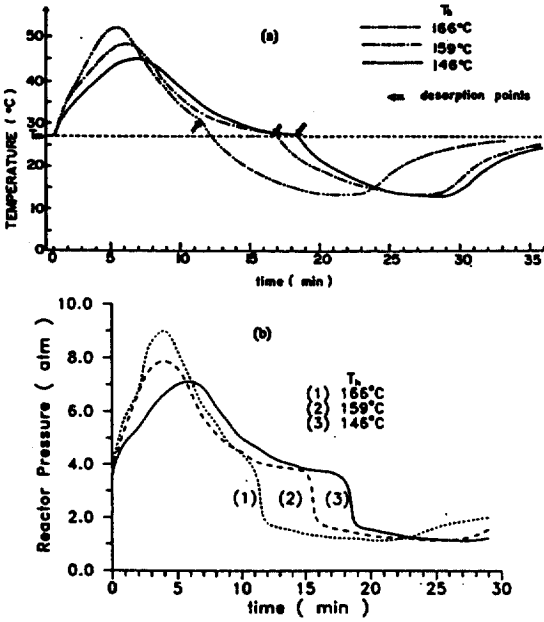 (a)
T_h
166°C
159°C
146°C
desorption points
TEMPERATURE ( °C )
50
40
30
20
10
0
0
5
10
15
20
25
30
35
time ( min )
(b)
T_h
(1) 166°C
(2) 159°C
(3) 146°C
Reactor Pressure ( atm )
10.0
8.0
6.0
4.0
2.0
0.0
(1)
(2)
(3)
0
5
10
15
20
25
30
time ( min )